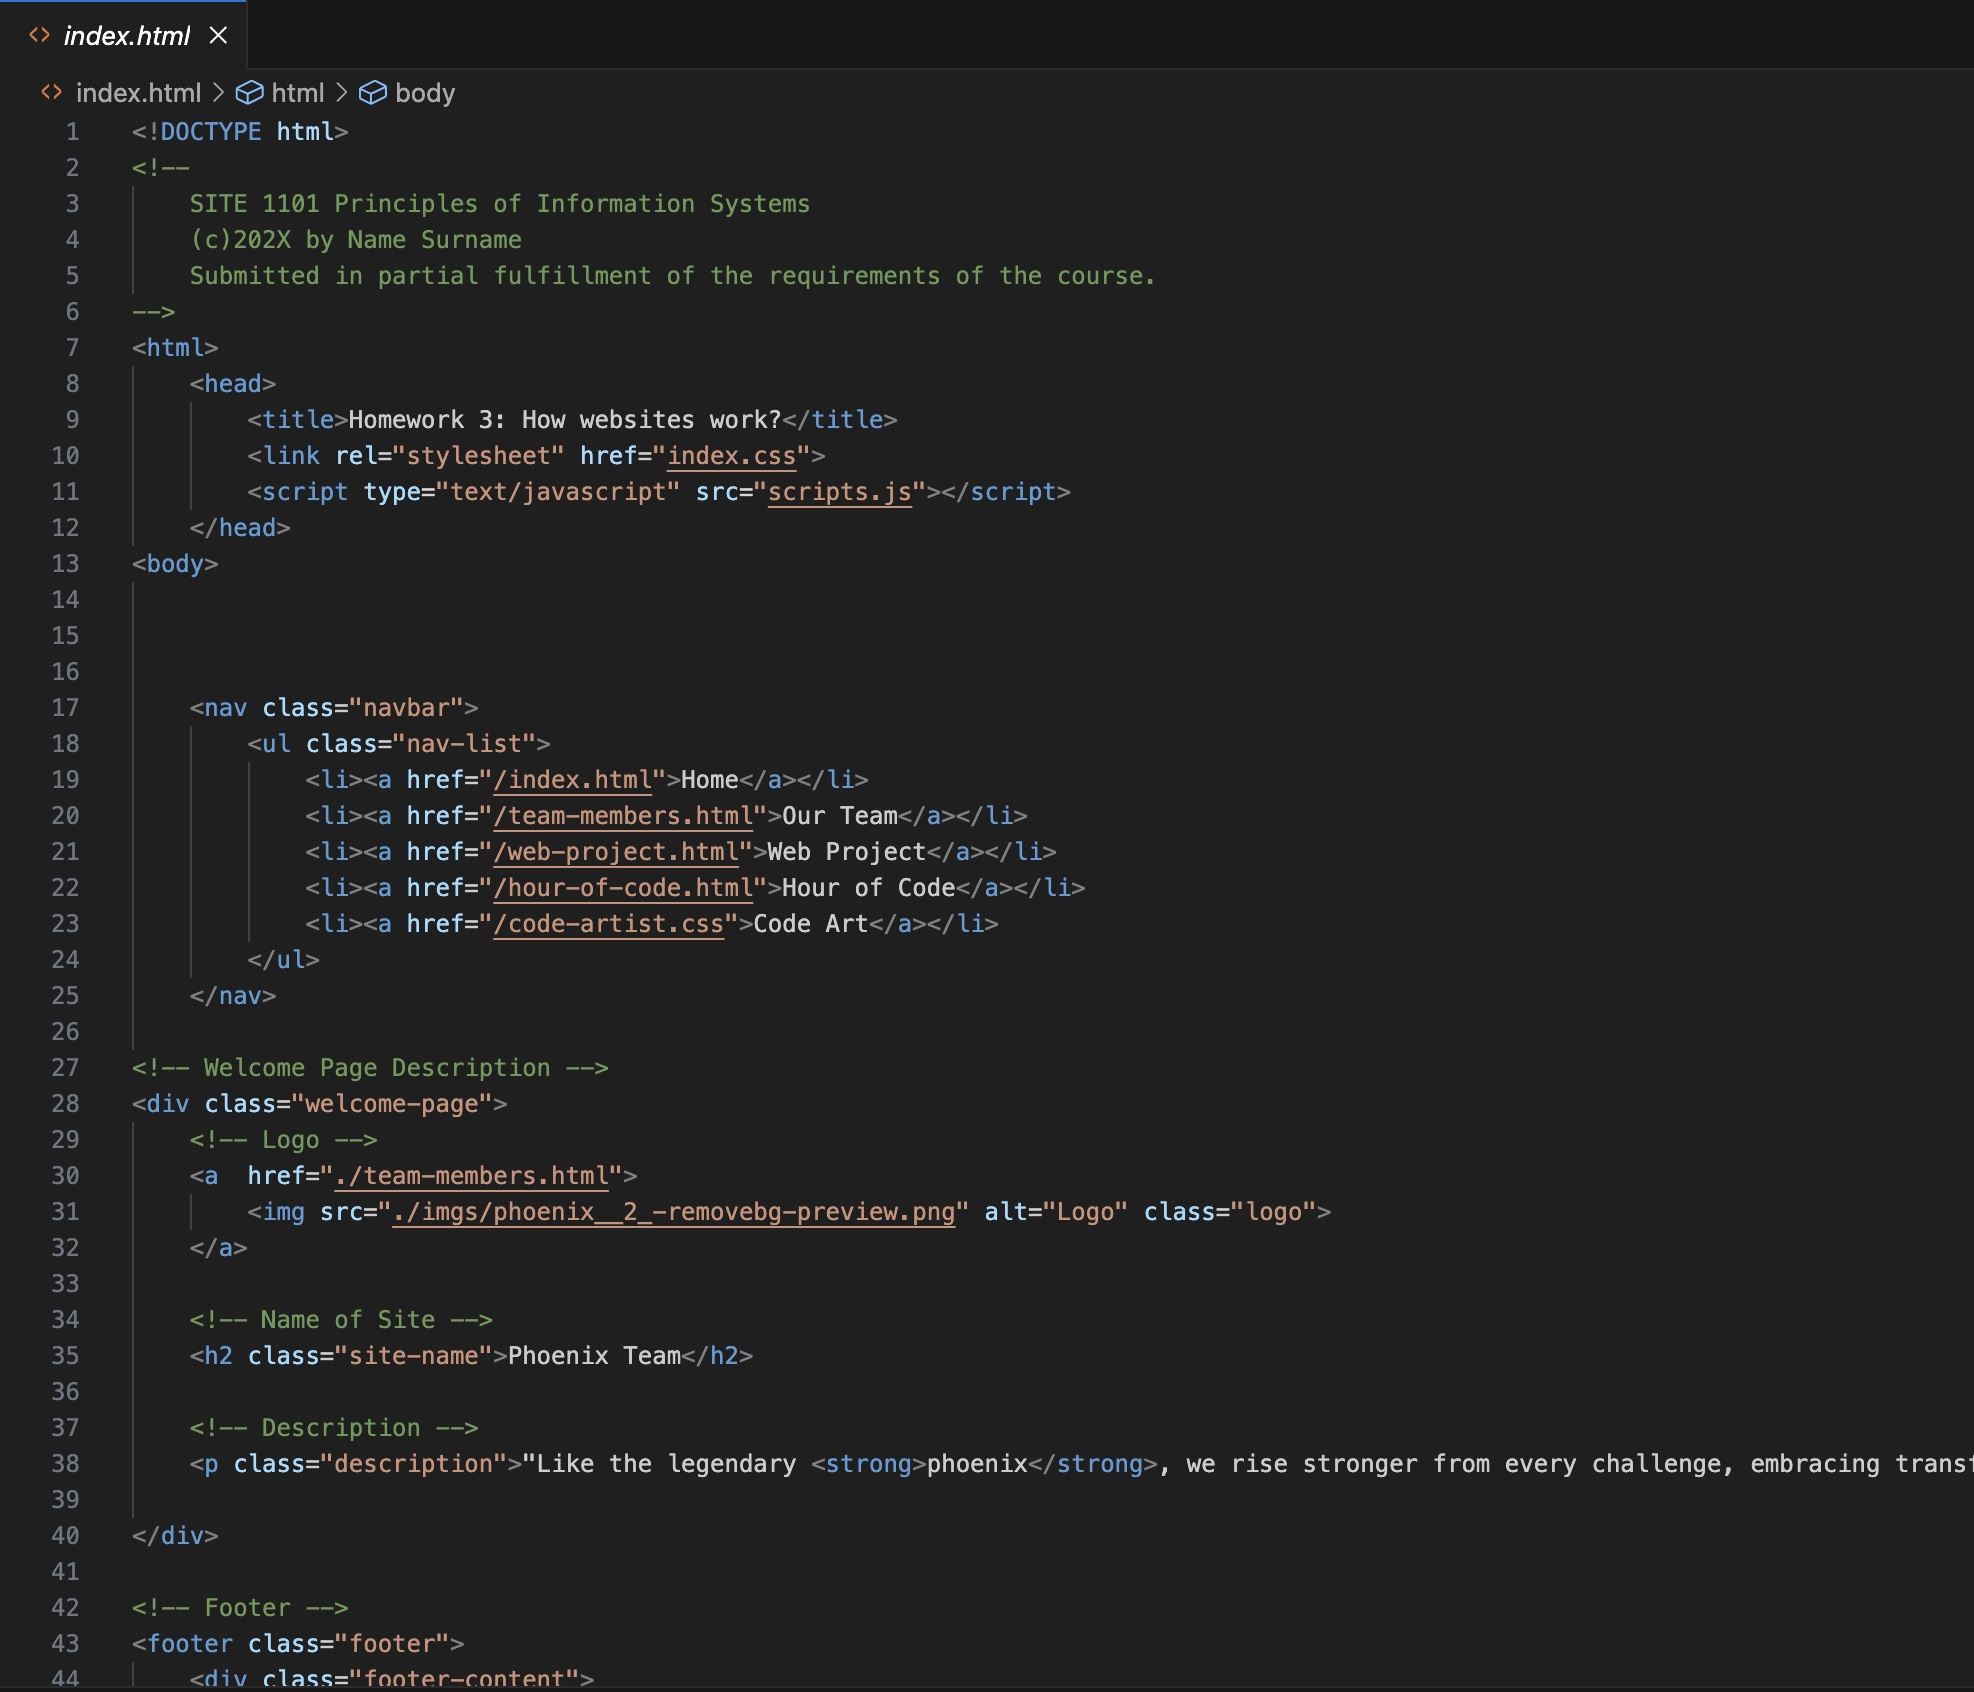 index.html
index.html > html > body
1 <!DOCTYPE html>
2 <!--
3     SITE 1101 Principles of Information Systems
4     (c)202X by Name Surname
5     Submitted in partial fulfillment of the requirements of the course.
6 -->
7 <html>
8     <head>
9         <title>Homework 3: How websites work?</title>
10         <link rel="stylesheet" href="index.css">
11         <script type="text/javascript" src="scripts.js"></script>
12     </head>
13 <body>
14
15
16
17     <nav class="navbar">
18         <ul class="nav-list">
19             <li><a href="/index.html">Home</a></li>
20             <li><a href="/team-members.html">Our Team</a></li>
21             <li><a href="/web-project.html">Web Project</a></li>
22             <li><a href="/hour-of-code.html">Hour of Code</a></li>
23             <li><a href="/code-artist.css">Code Art</a></li>
24         </ul>
25     </nav>
26
27 <!-- Welcome Page Description -->
28 <div class="welcome-page">
29     <!-- Logo -->
30     <a  href="./team-members.html">
31         <img src="./imgs/phoenix__2_-removebg-preview.png" alt="Logo" class="logo">
32     </a>
33
34     <!-- Name of Site -->
35     <h2 class="site-name">Phoenix Team</h2>
36
37     <!-- Description -->
38     <p class="description">"Like the legendary <strong>phoenix</strong>, we rise stronger from every challenge, embracing
39
40 </div>
41
42 <!-- Footer -->
43 <footer class="footer">
44     <div class="footer-content">